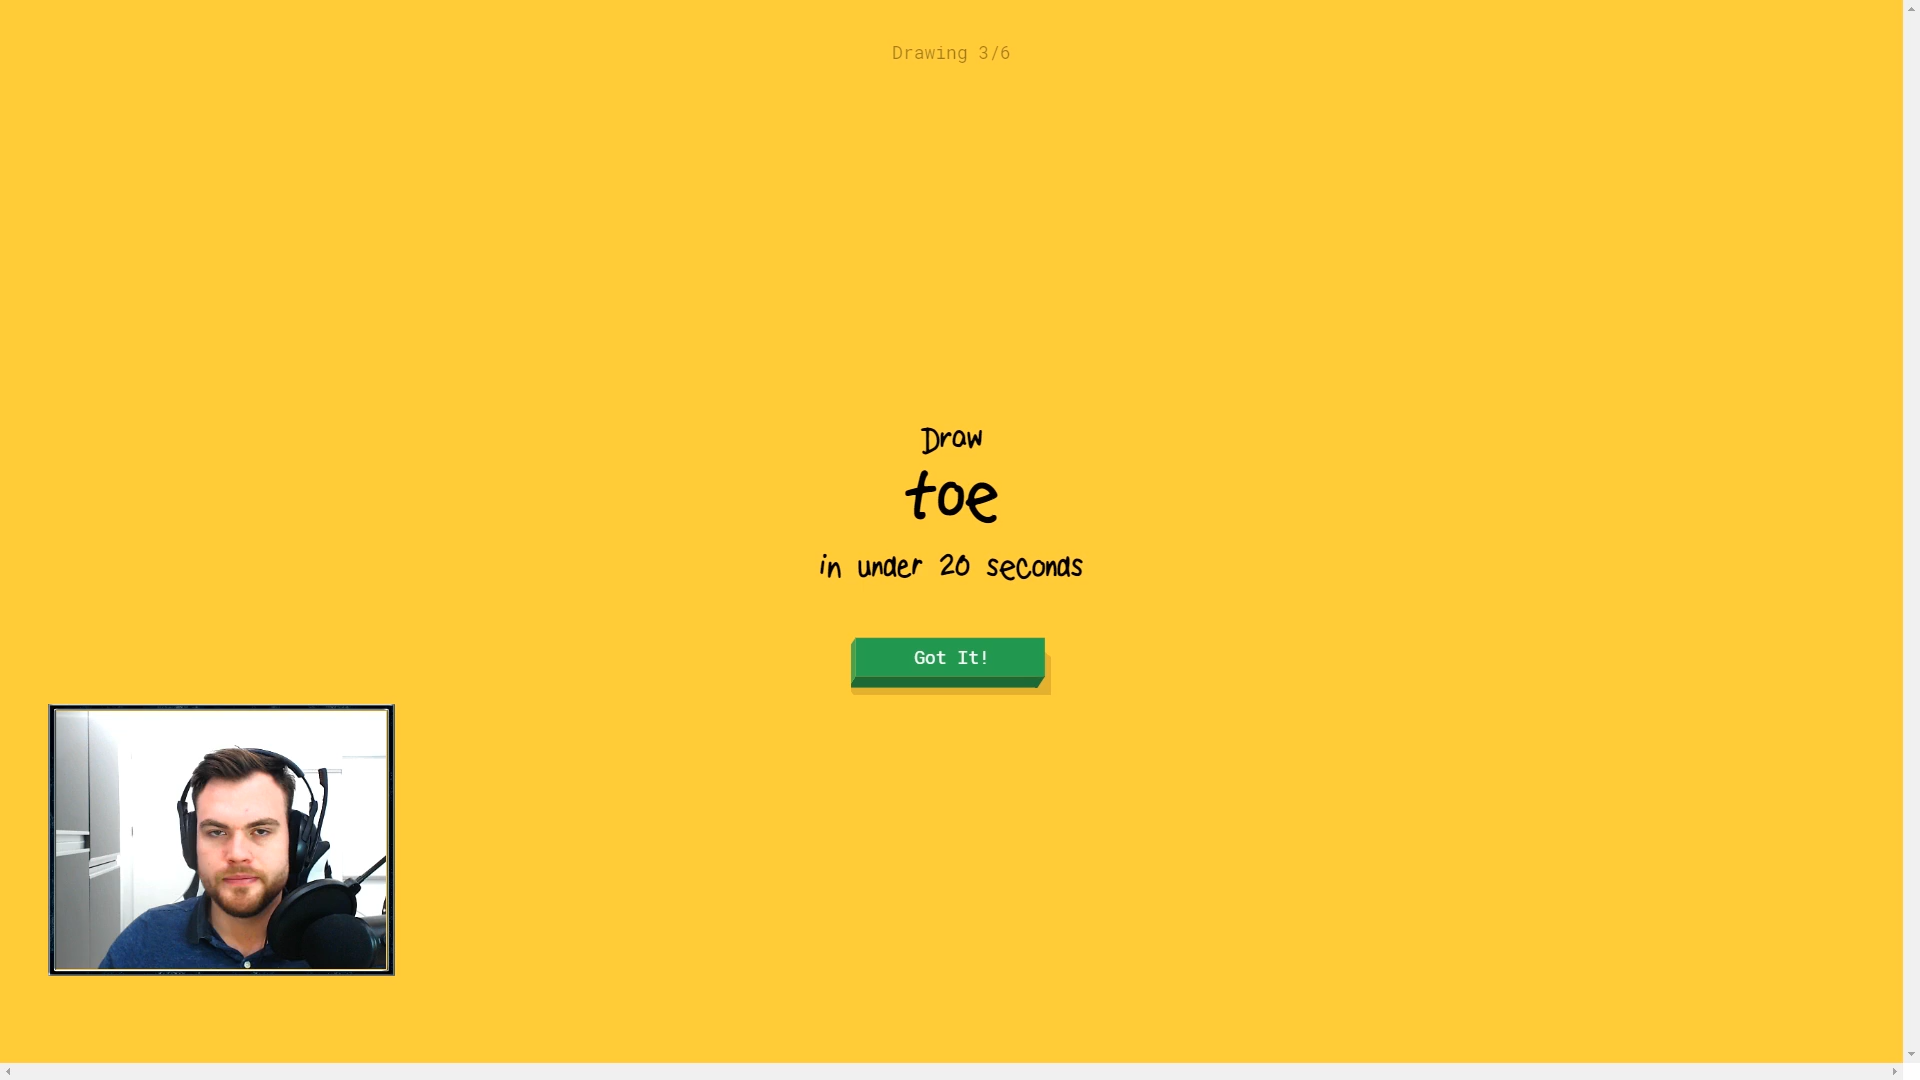 Drawing 3/6
Draw
toe
in under 20 seconds
Got It!